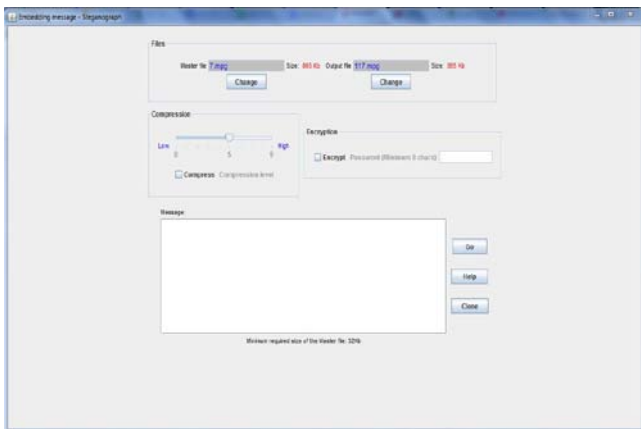 Embedding message - Steganograph
Files
Master file 7.mpg Size: 865 Kb Output file 117.mpg Size: 865 Kb
Change Change
Compression
Low High
0 5 9
Compress Compression level
Encryption
Encrypt Password (Minimum 8 chars)
Message
Go!
Help
Close
Minimum required size of the Master file: 32Kb